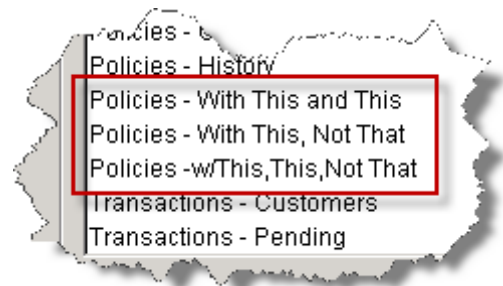 Policies -
Policies - History
Policies - With This and This
Policies - With This, Not That
Policies -w/This,This,Not That
Transactions - Customers
Transactions - Pending